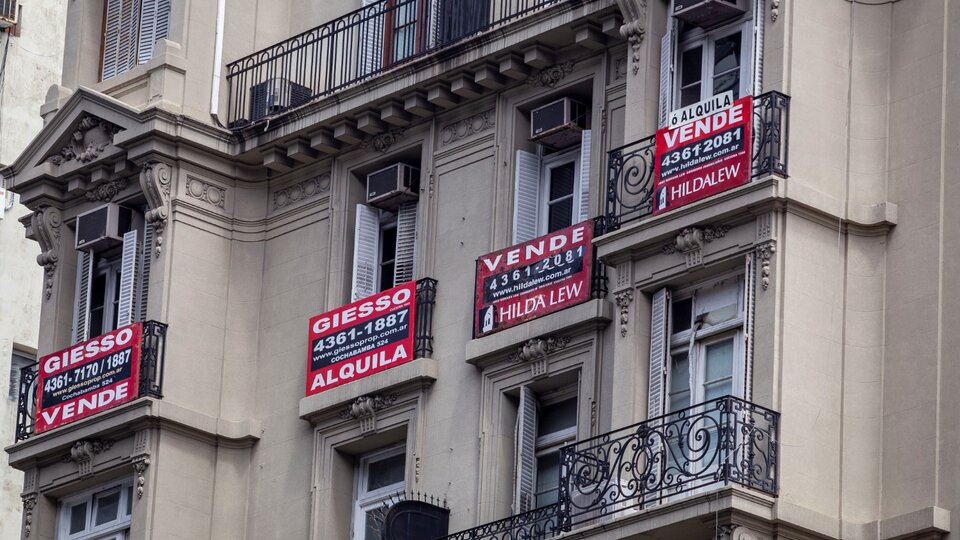 GIESSO
4361-7170 / 1887
www.giessoprop.com.ar
Cochabamba 524
VENDE
GIESSO
4361-1887
www.giessoprop.com.ar
COCHABAMBA 524
ALQUILA
VENDE
4361-2081
www.hildalew.com.ar
HILDA LEW
ó ALQUILA
VENDE
4361-2081
www.hildalew.com.ar
HILDALEW